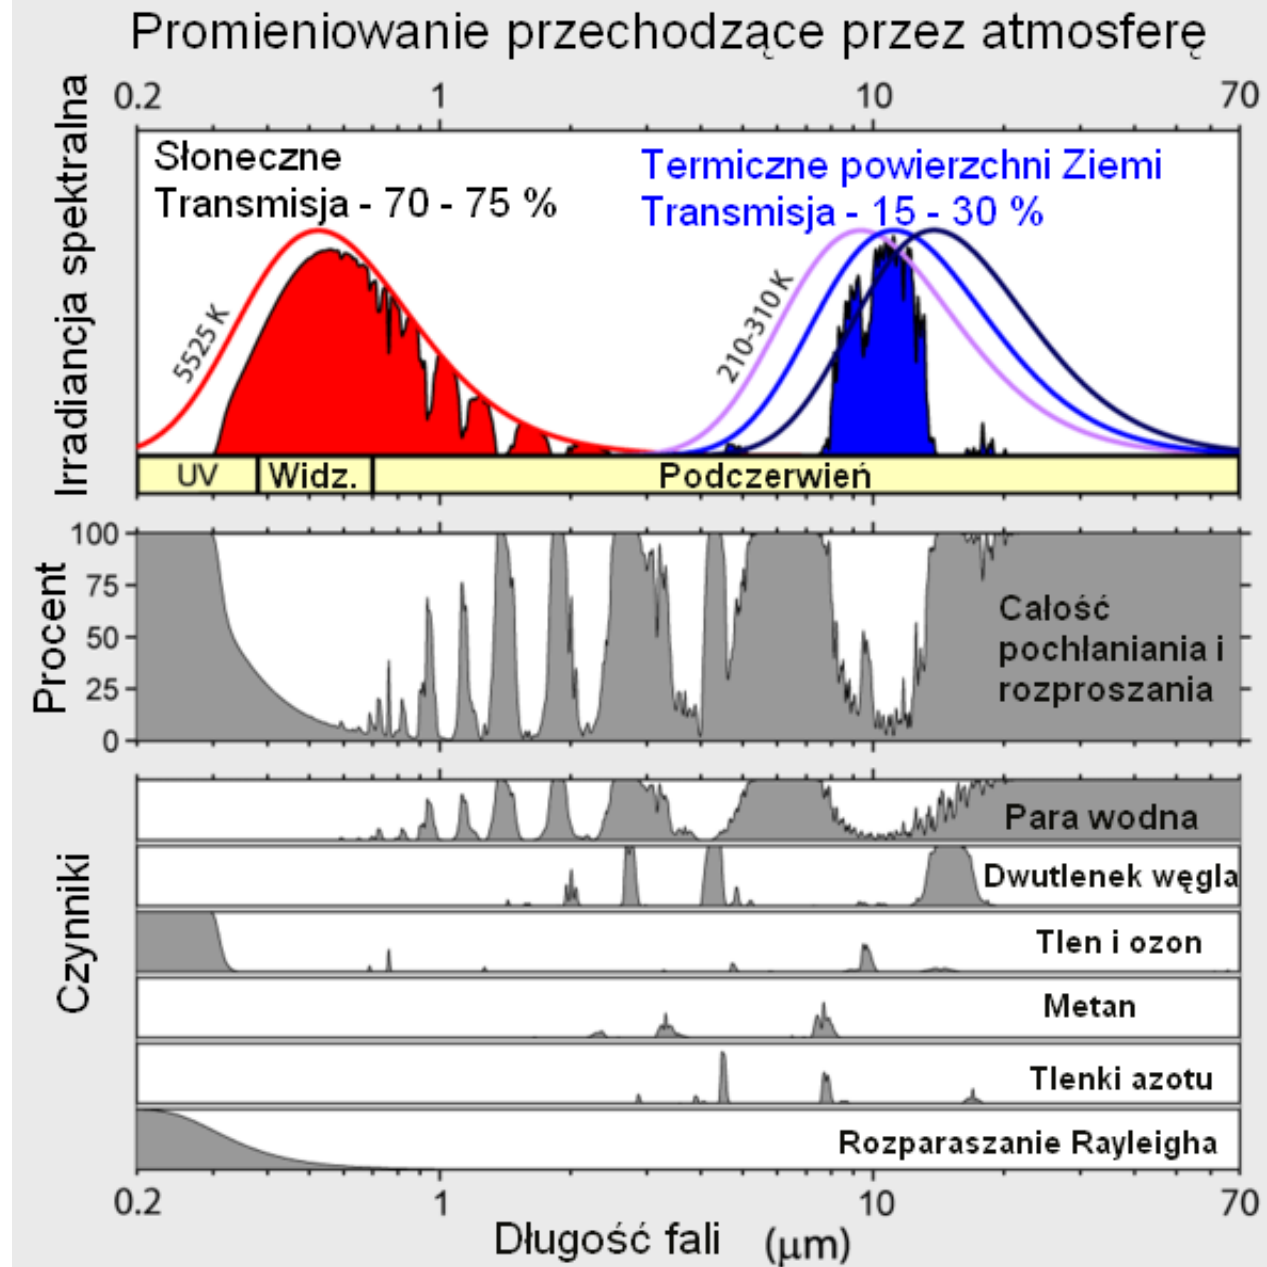 Promieniowanie przechodzące przez atmosferę
0.2 1 10 70
Irradiancja spektralna
Słoneczne
Transmisja - 70 - 75 %
Termiczne powierzchni Ziemi
Transmisja - 15 - 30 %
5525 K
210-310 K
UV Widz. Podczerwień
Procent
100
75
50
25
0
Całość
pochłaniania i
rozproszania
Czynniki
Para wodna
Dwutlenek węgla
Tlen i ozon
Metan
Tlenki azotu
Rozparaszanie Rayleigha
0.2 1 10 70
Długość fali (μm)